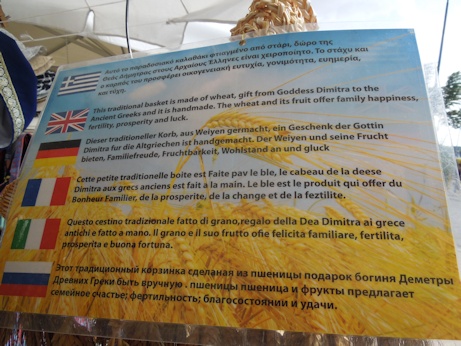 Αυτό το παραδοσιακό καλαθάκι φτιαγμένο από στάρι, δώρο της
Θεάς Δήμητρας στους Αρχαίους Έλληνες είναι χειροποίητο. Το στάχυ και
ο καρπός του προσφέρει οικογενειακή ευτυχία, γονιμότητα, ευημερία,
και τύχη.
This traditional basket is made of wheat, gift from Goddess Dimitra to the
Ancient Greeks and it is handmade. The wheat and its fruit offer family happiness,
fertility, prosperity and luck.
Dieser traditioneller Korb, aus Weiyen germacht, ein Geschenk der Gottin
Dimitra fur die Altgriechen ist handgemacht. Der Weiyen und seine Frucht
bieten, Familiefreude, Fruchtbarkeit, Wohlstand an und gluck
Cette petite traditionelle boite est Faite pav le ble, le cabeau de la deese
Dimitra aux grecs anciens est fait a la main. Le ble est le produit qui offer du
Bonheur Familier, de la prosperite, de la change et de la feztilite.
Questo cestino tradizionale fatto di grano,regalo della Dea Dimitra ai grece
antichi e fatto a mano. Il grano e il suo frutto ofie felicita familiare, fertilita,
prosperita e buona fortuna.
Этот традиционный корзинка сделаная из пшеницы подарок богиня Деметры
Древних Греки быть вручную . пшеницы пшеница и фрукты предлагает
семейное счастье; фертильность; благосостоянии и удачи.